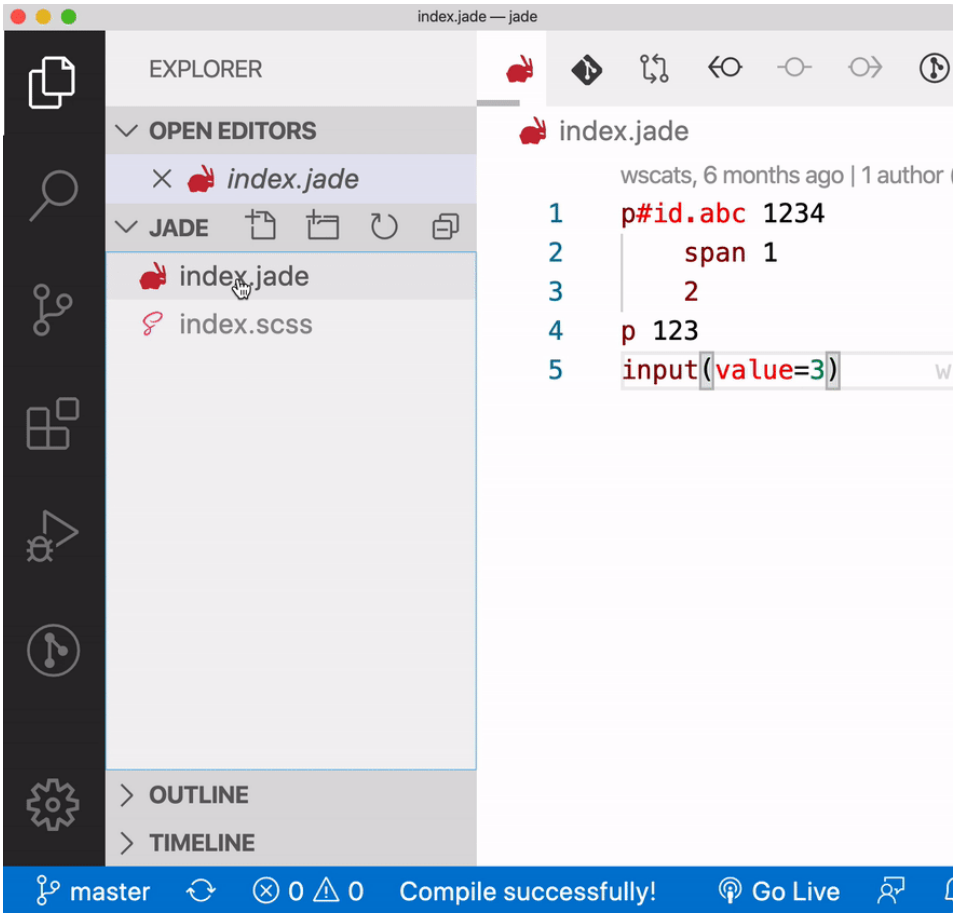 index.jade — jade
EXPLORER
OPEN EDITORS
index.jade
JADE
index.jade
index.scss
OUTLINE
TIMELINE
index.jade
wscats, 6 months ago | 1 author (
1 p#id.abc 1234
2 span 1
3 2
4 p 123
5 input(value=3) w
master 0 0 Compile successfully! Go Live